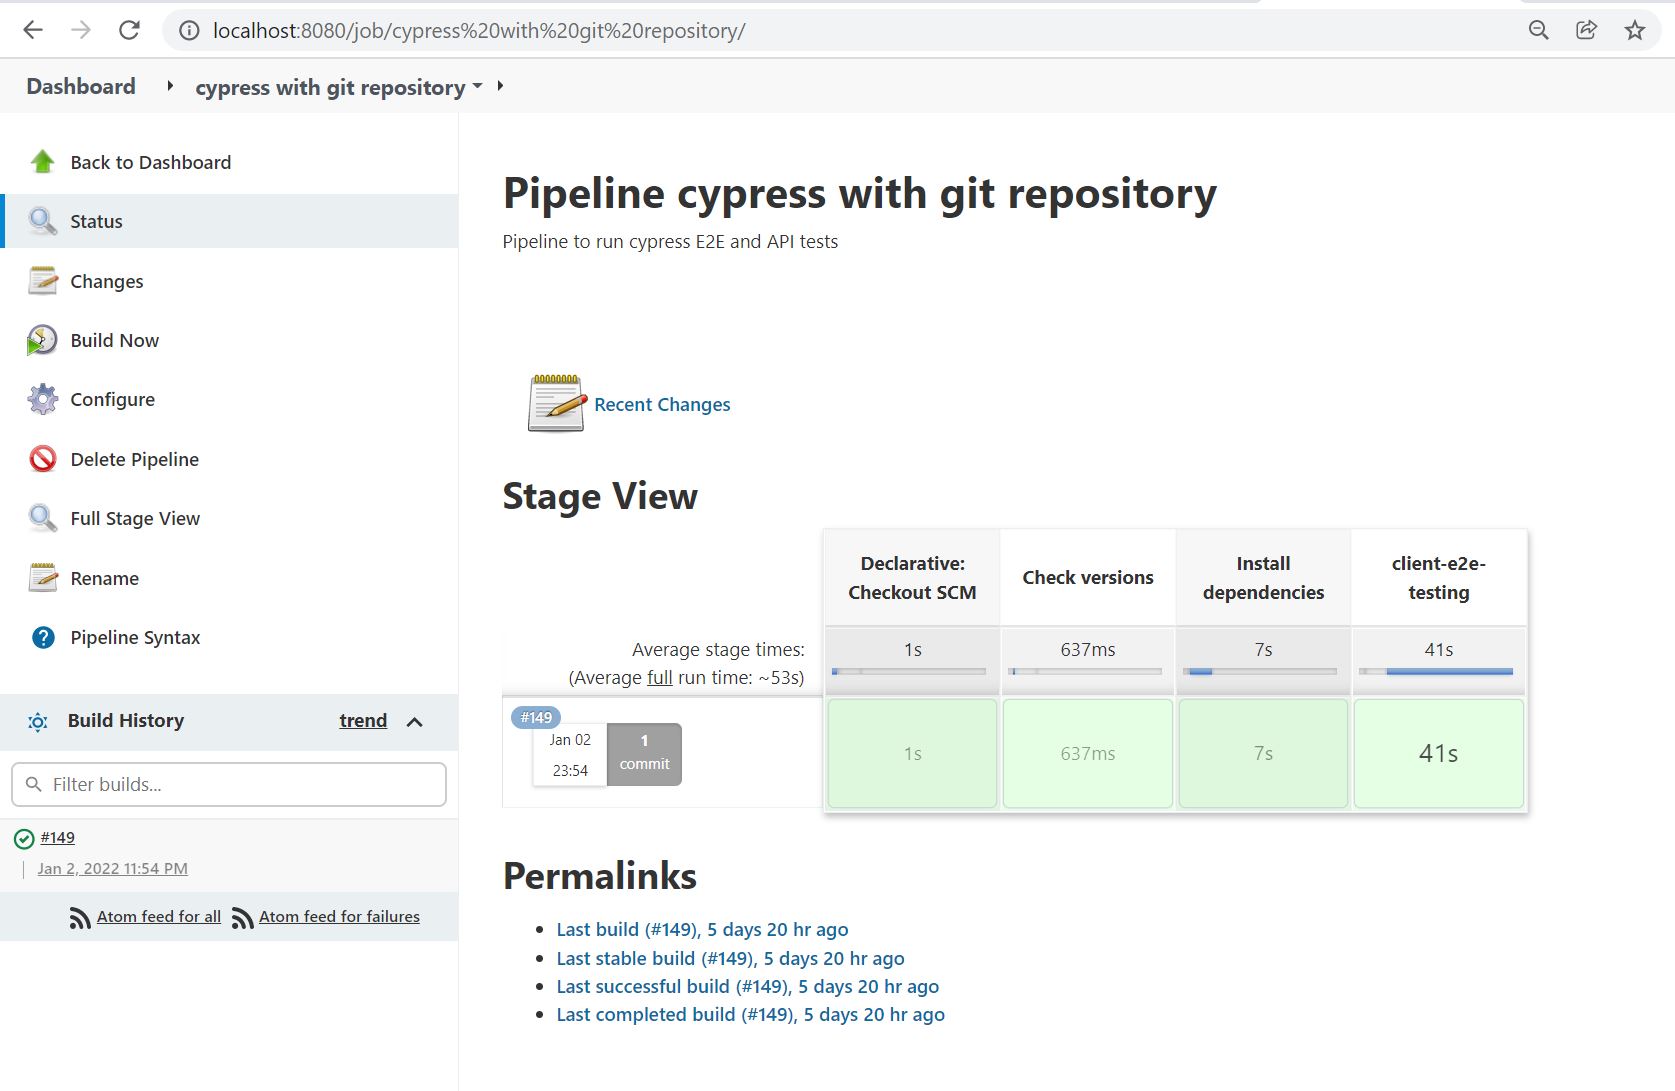 localhost:8080/job/cypress%20with%20git%20repository/
Dashboard
cypress with git repository
Back to Dashboard
Status
Changes
Build Now
Configure
Delete Pipeline
Full Stage View
Rename
Pipeline Syntax
Build History
trend
Filter builds...
#149
Jan 2, 2022 11:54 PM
Atom feed for all
Atom feed for failures
Pipeline cypress with git repository
Pipeline to run cypress E2E and API tests
Recent Changes
Stage View
Declarative:
Checkout SCM
Check versions
Install
dependencies
client-e2e-
testing
Average stage times:
(Average full run time: ~53s)
1s
637ms
7s
41s
#149
Jan 02
23:54
1
commit
1s
637ms
7s
41s
Permalinks
Last build (#149), 5 days 20 hr ago
Last stable build (#149), 5 days 20 hr ago
Last successful build (#149), 5 days 20 hr ago
Last completed build (#149), 5 days 20 hr ago